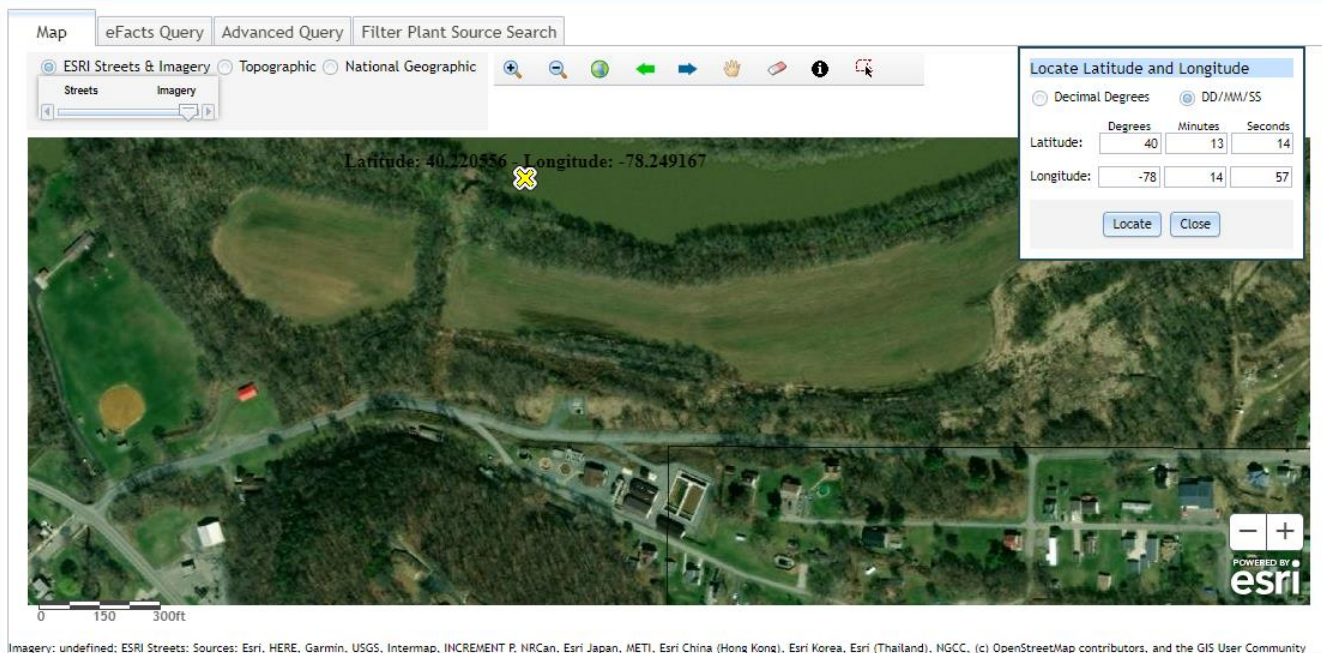 Map
eFacts Query
Advanced Query
Filter Plant Source Search
ESRI Streets & Imagery
Topographic
National Geographic
Streets
Imagery
Locate Latitude and Longitude
Decimal Degrees
DD/MM/SS
Degrees Minutes Seconds
Latitude: 40 13 14
Longitude: -78 14 57
Locate
Close
Latitude: 40.220556 - Longitude: -78.249167
− +
POWERED BY
esri
0 150 300ft
Imagery: undefined; ESRI Streets: Sources: Esri, HERE, Garmin, USGS, Intermap, INCREMENT P, NRCan, Esri Japan, METI, Esri China (Hong Kong), Esri Korea, Esri (Thailand), NGCC, (c) OpenStreetMap contributors, and the GIS User Community